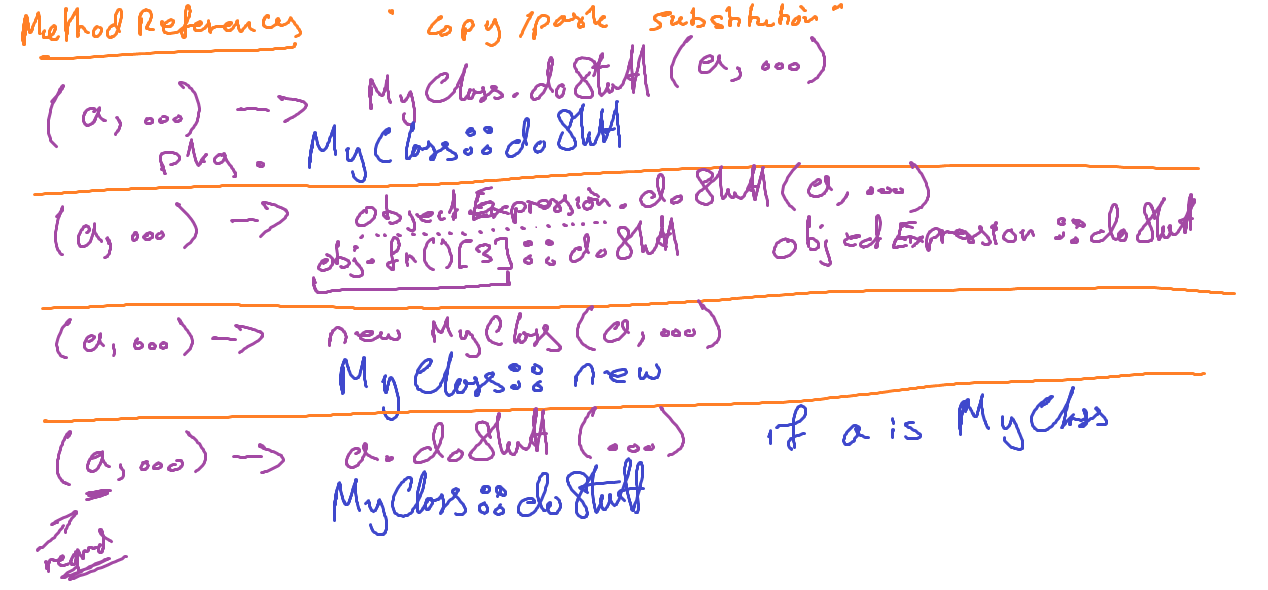 Method References " copy/paste substitution"
(a, ...) -> MyClass.doStuff(a, ...)
pkg. MyClass::doStuff
(a, ...) -> objectExpression.doStuff(a, ...)
obj.fn()[3]::doStuff objectExpression::doStuff
(a, ...) -> new MyClass(a, ...)
MyClass::new
(a, ...) -> a.doStuff(...) if a is MyClass
MyClass::doStuff
reqrd